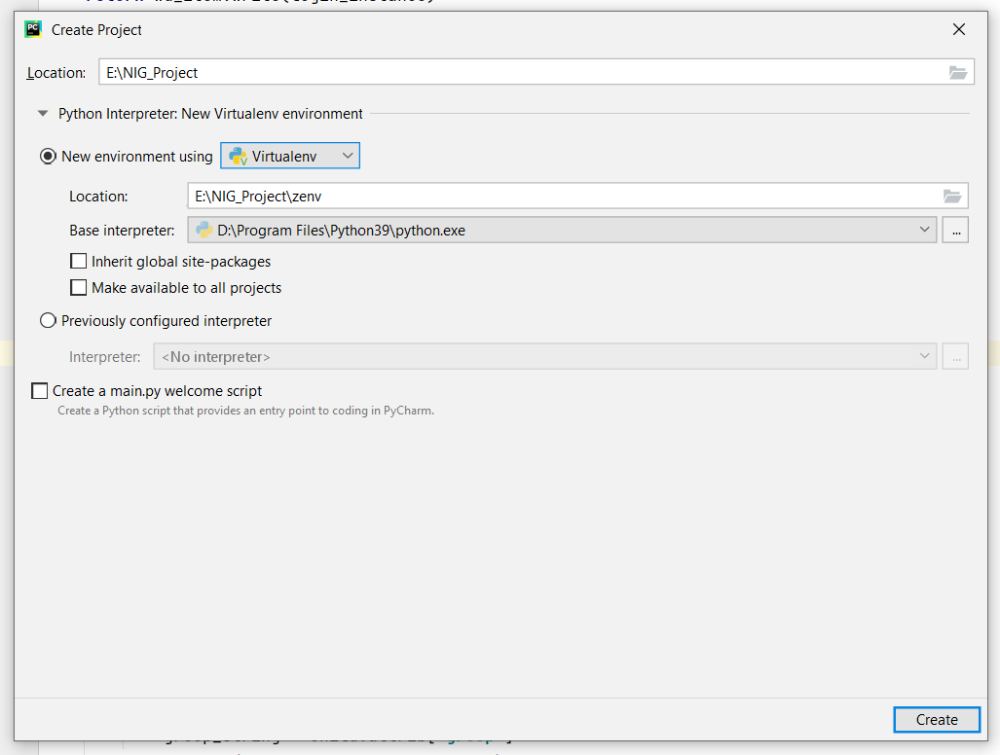 PC Create Project
Location: E:\NIG_Project
Python Interpreter: New Virtualenv environment
New environment using Virtualenv
Location: E:\NIG_Project\zenv
Base interpreter: D:\Program Files\Python39\python.exe ...
Inherit global site-packages
Make available to all projects
Previously configured interpreter
Interpreter: <No interpreter> ...
Create a main.py welcome script
Create a Python script that provides an entry point to coding in PyCharm.
Create